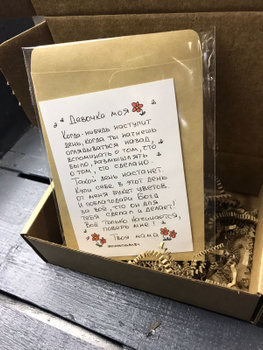 Девочка моя
Когда-нибудь наступит
день, когда ты начнешь
оглядываться назад,
вспоминать о том, что
было, размышлять
о том, что сделано.
Такой день настанет.
Купи себе в этот день
от меня букет цветов.
И поблагодари Бога
за всё, что он для
тебя сделал и делает!
Всё только начинается,
поверь мне!
Твоя мама